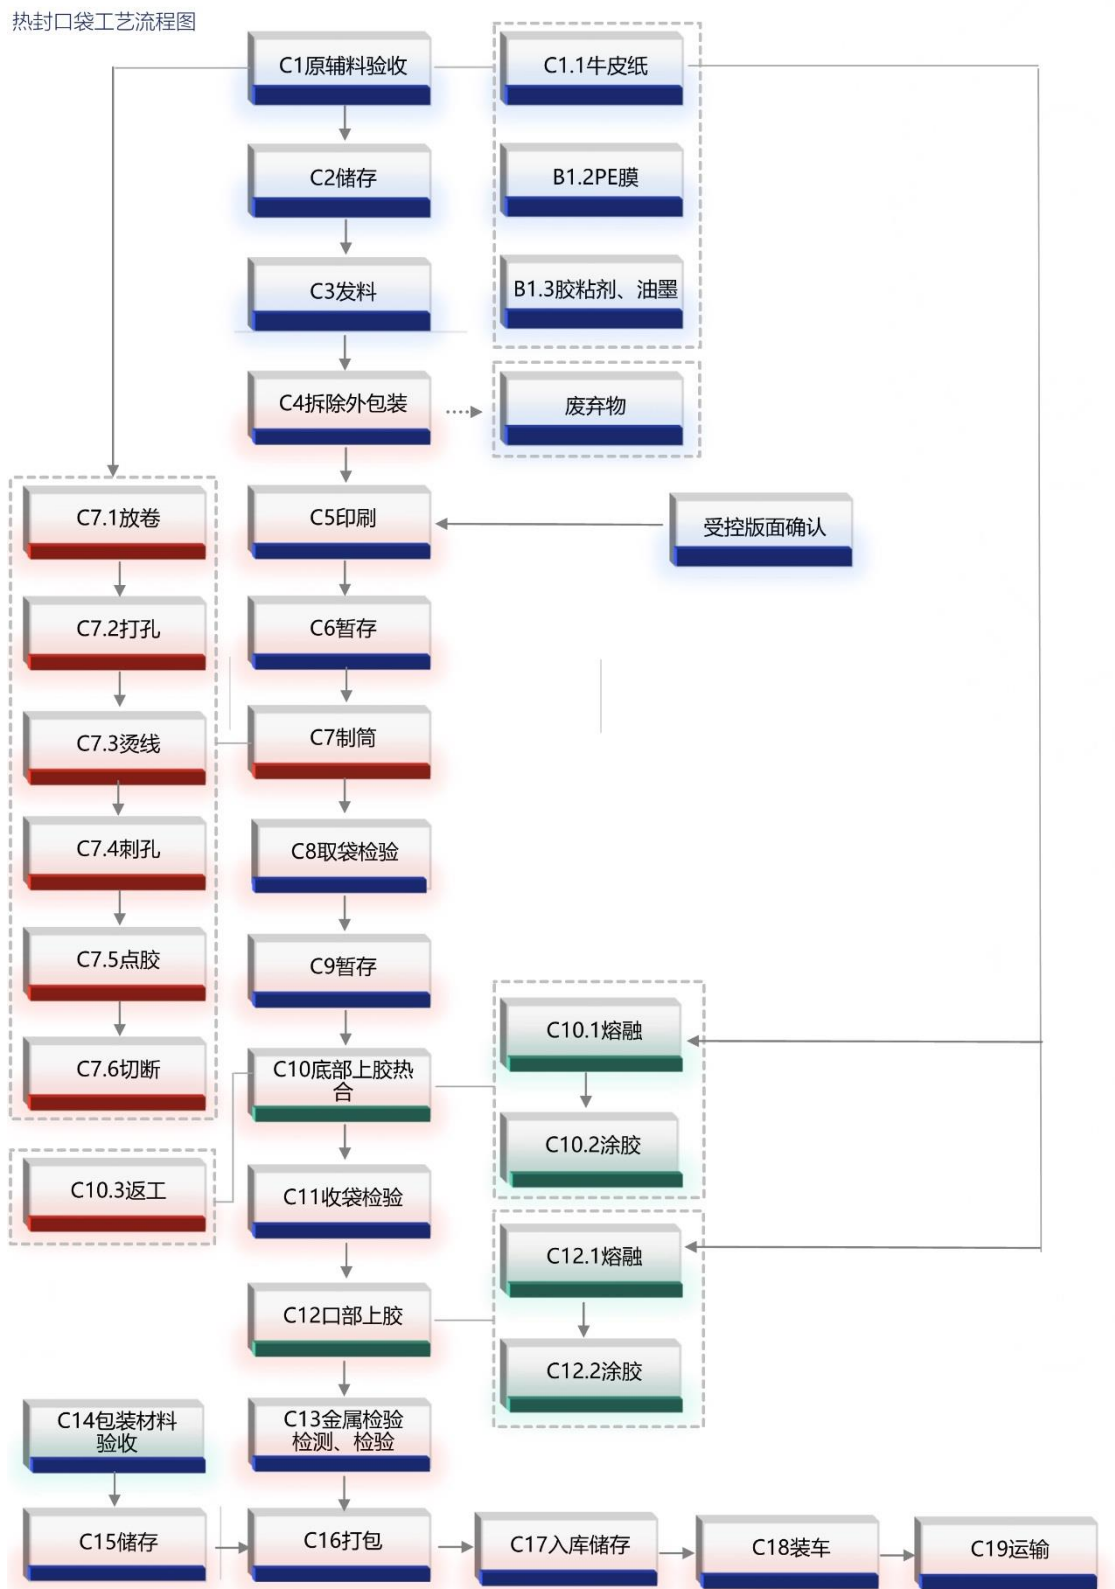 热封口袋工艺流程图
C1原辅料验收
C1.1牛皮纸
C2储存
B1.2PE膜
C3发料
B1.3胶粘剂、油墨
C4拆除外包装
废弃物
C7.1放卷
C5印刷
受控版面确认
C7.2打孔
C6暂存
C7.3烫线
C7制筒
C7.4刺孔
C8取袋检验
C7.5点胶
C9暂存
C10.1熔融
C7.6切断
C10底部上胶热
合
C10.2涂胶
C10.3返工
C11收袋检验
C12.1熔融
C12口部上胶
C12.2涂胶
C14包装材料
验收
C13金属检验
检测、检验
C15储存
C16打包
C17入库储存
C18装车
C19运输